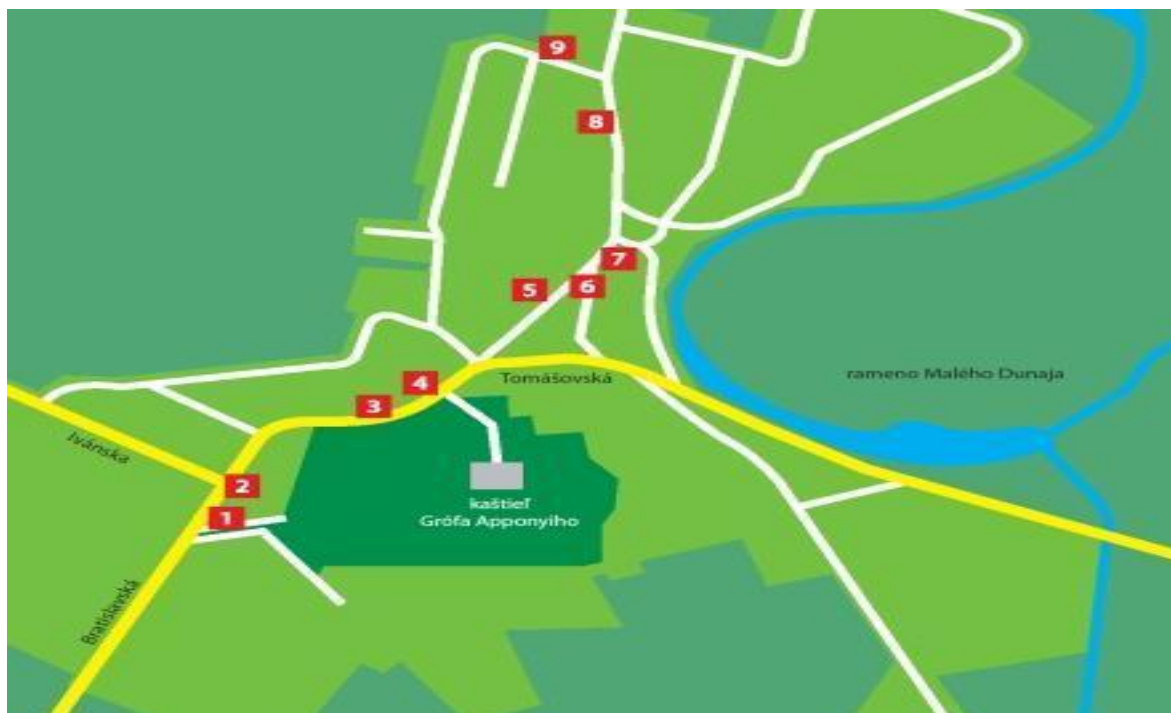 9
8
7
6
5
Tomášovská
rameno Malého Dunaja
4
3
Ivánska
2
kaštieľ
Grófa Apponyiho
1
Bratislavská